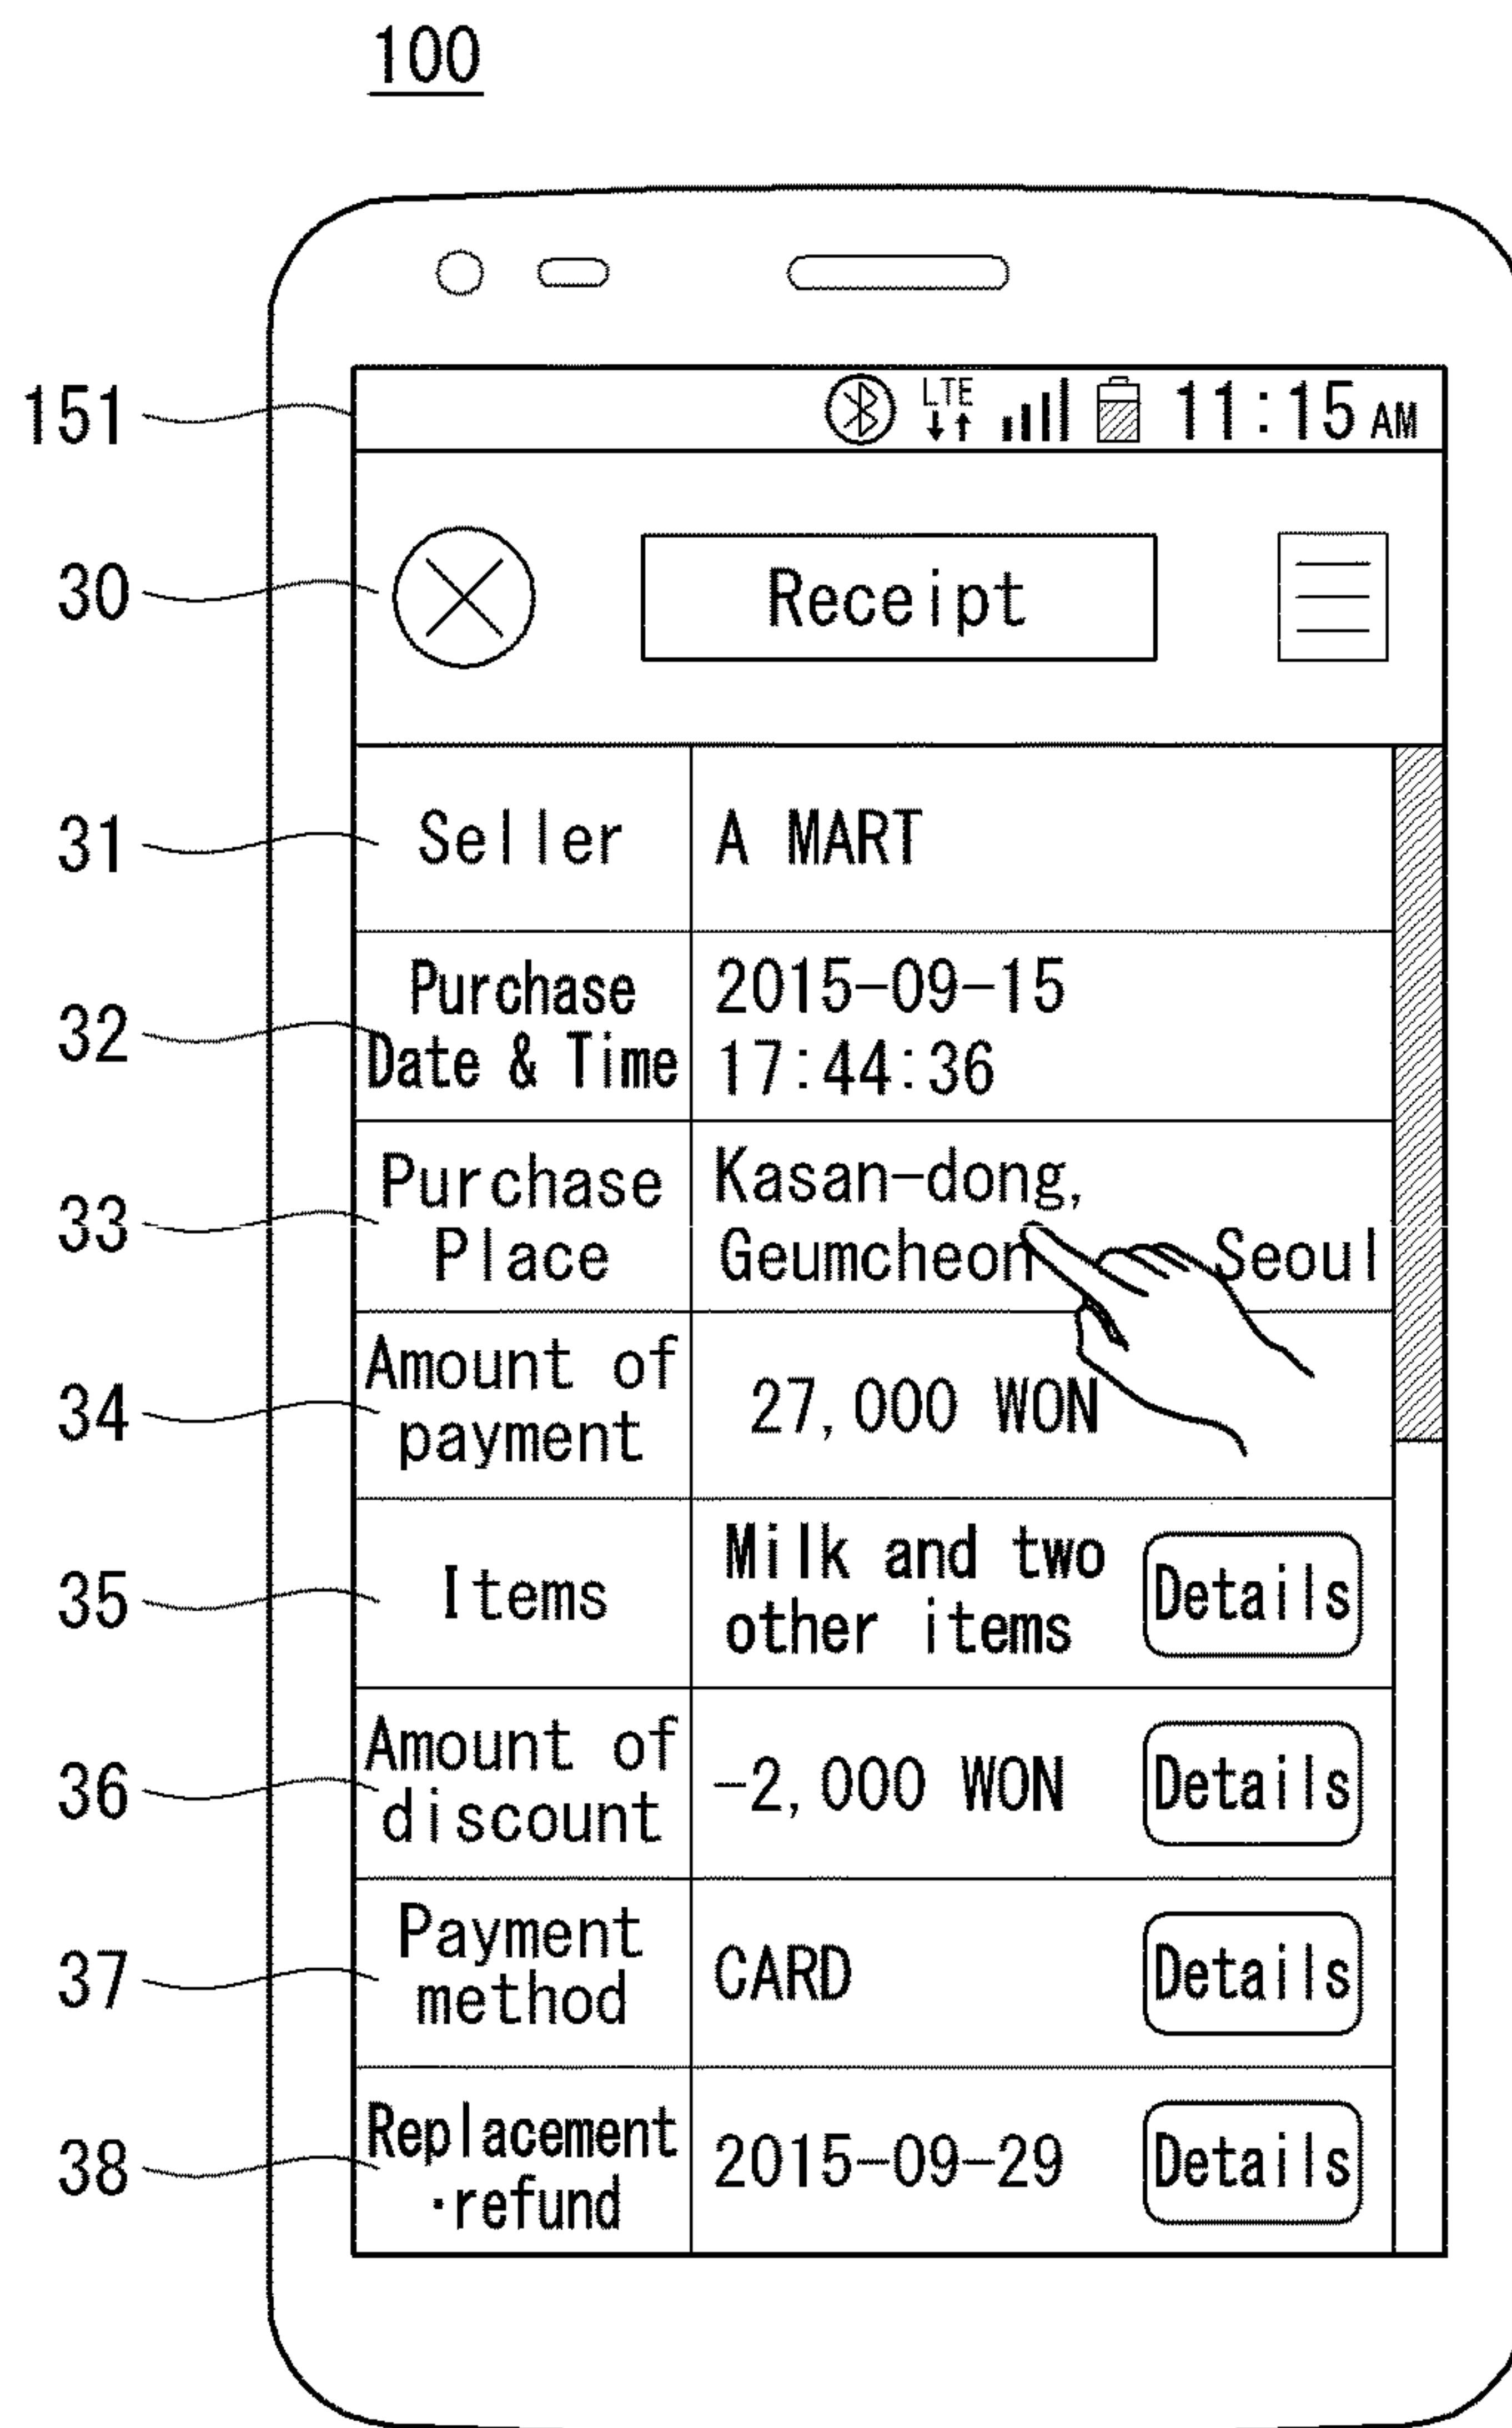 100
151
LTE
11:15 AM
30
Receipt
31
Seller
A MART
32
Purchase
Date & Time
2015-09-15
17:44:36
33
Purchase
Place
Kasan-dong,
Geumcheon Seoul
34
Amount of
payment
27,000 WON
35
Items
Milk and two
other items
Details
36
Amount of
discount
-2,000 WON
Details
37
Payment
method
CARD
Details
38
Replacement
·refund
2015-09-29
Details